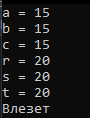 a = 15
b = 15
c = 15
r = 20
s = 20
t = 20
Влезет